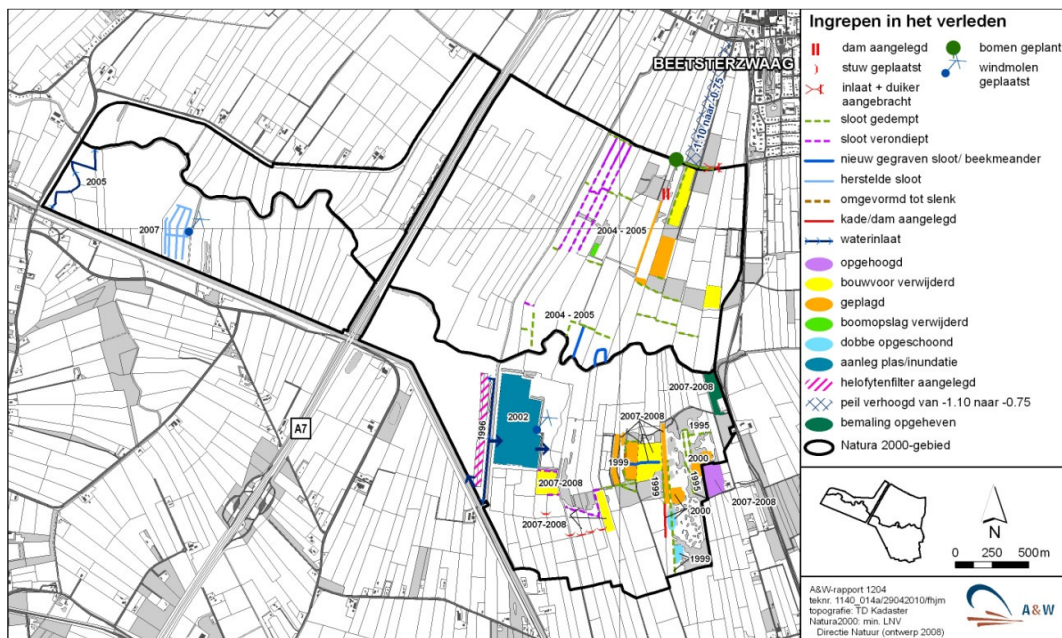 BEETSTERZWAAG
-1.10 naar -0.75
2005
2007
2004 - 2005
2004 - 2005
A7
1996
2002
2007-2008
2007-2008
1995
1999
2000
2007-2008
1999
1995
2007-2008
2000
2007-2008
1999
Ingrepen in het verleden
dam aangelegd
stuw geplaatst
inlaat + duiker
aangebracht
bomen geplant
windmolen
geplaatst
sloot gedempt
sloot verondiept
nieuw gegraven sloot/ beekmeander
herstelde sloot
omgevormd tot slenk
kade/dam aangelegd
waterinlaat
opgehoogd
bouwvoor verwijderd
geplagd
boomopslag verwijderd
dobbe opgeschoond
aanleg plas/inundatie
helofytenfilter aangelegd
peil verhoogd van -1.10 naar -0.75
bemaling opgeheven
Natura 2000-gebied
N
0 250 500m
A&W-rapport 1204
teknr. 1140_014a/29042010/fhjm
topografie: TD Kadaster
Natura2000: min. LNV
Directie Natuur (ontwerp 2008)
A&W